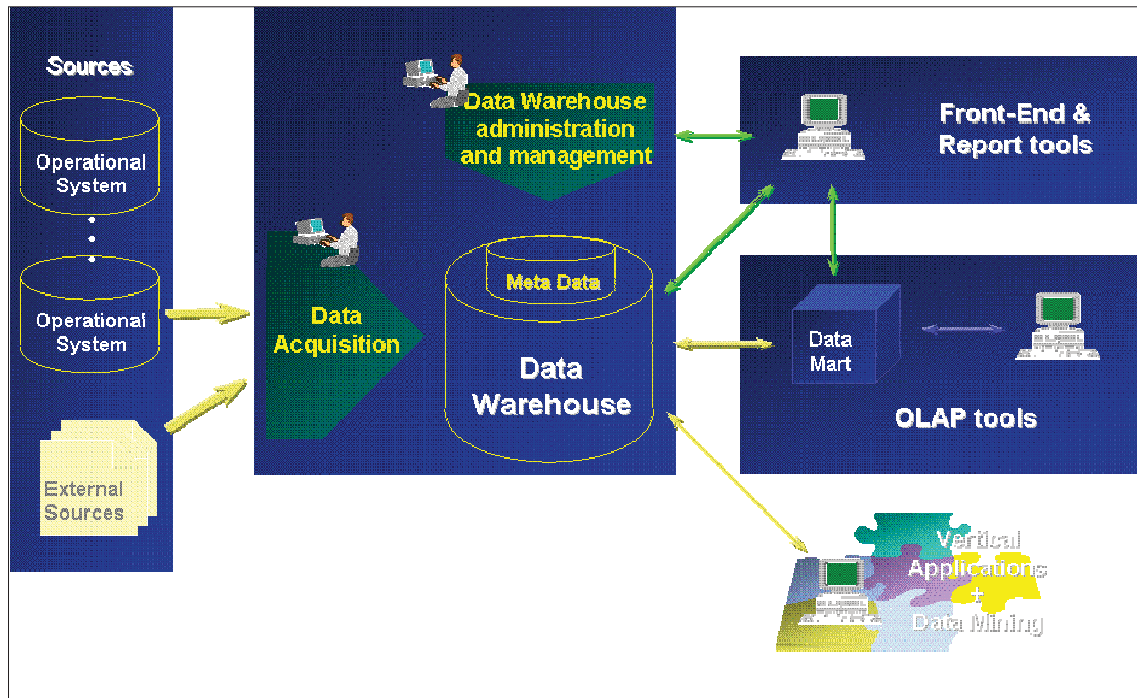 Sources
Operational
System
Operational
System
External
Sources
Data Warehouse
administration
and management
Data
Acquisition
Meta Data
Data
Warehouse
Front-End &
Report tools
Data
Mart
OLAP tools
Vertical
Applications
+
Data Mining